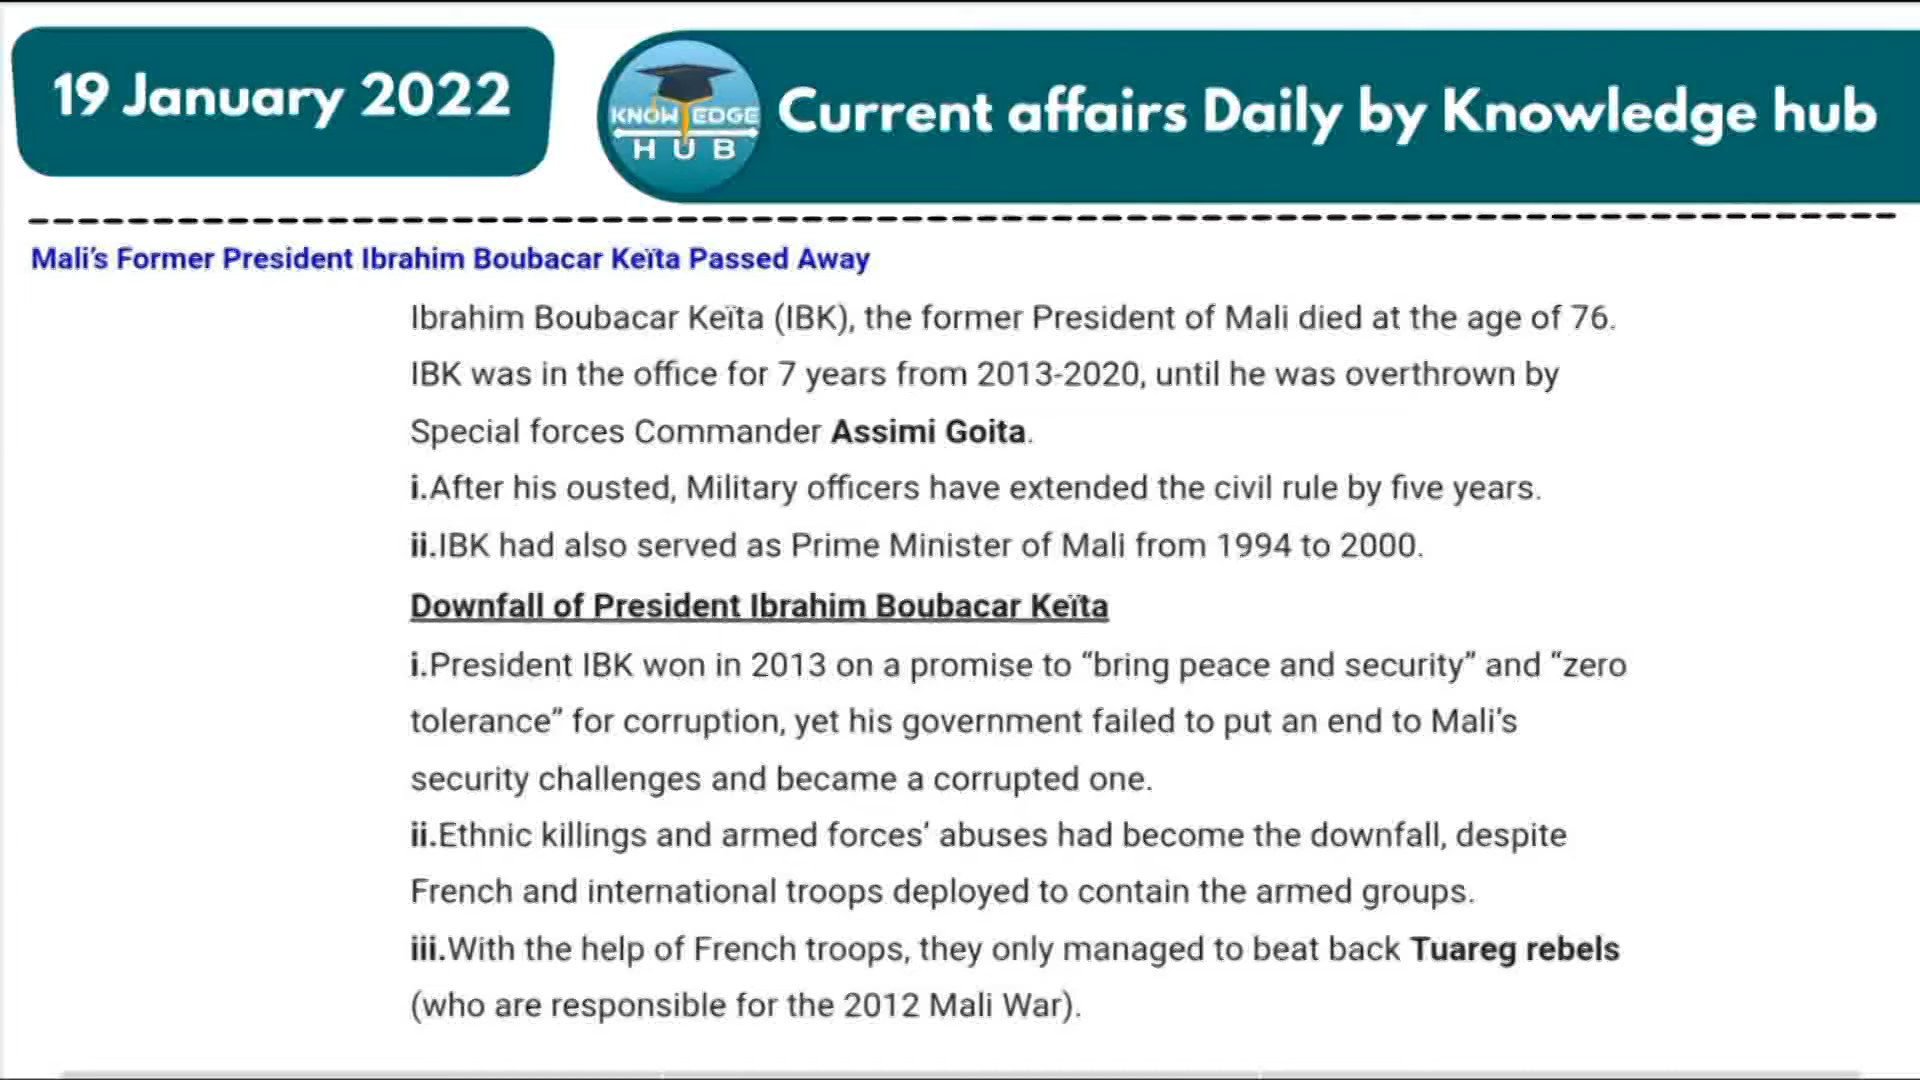 19 January 2022
KNOWLEDGE
HUB
Current affairs Daily by Knowledge hub
Mali's Former President Ibrahim Boubacar Keïta Passed Away
Ibrahim Boubacar Keïta (IBK), the former President of Mali died at the age of 76.
IBK was in the office for 7 years from 2013-2020, until he was overthrown by
Special forces Commander Assimi Goita.
i.After his ousted, Military officers have extended the civil rule by five years.
ii.IBK had also served as Prime Minister of Mali from 1994 to 2000.
Downfall of President Ibrahim Boubacar Keïta
i.President IBK won in 2013 on a promise to “bring peace and security” and “zero
tolerance” for corruption, yet his government failed to put an end to Mali’s
security challenges and became a corrupted one.
ii.Ethnic killings and armed forces’ abuses had become the downfall, despite
French and international troops deployed to contain the armed groups.
iii.With the help of French troops, they only managed to beat back Tuareg rebels
(who are responsible for the 2012 Mali War).